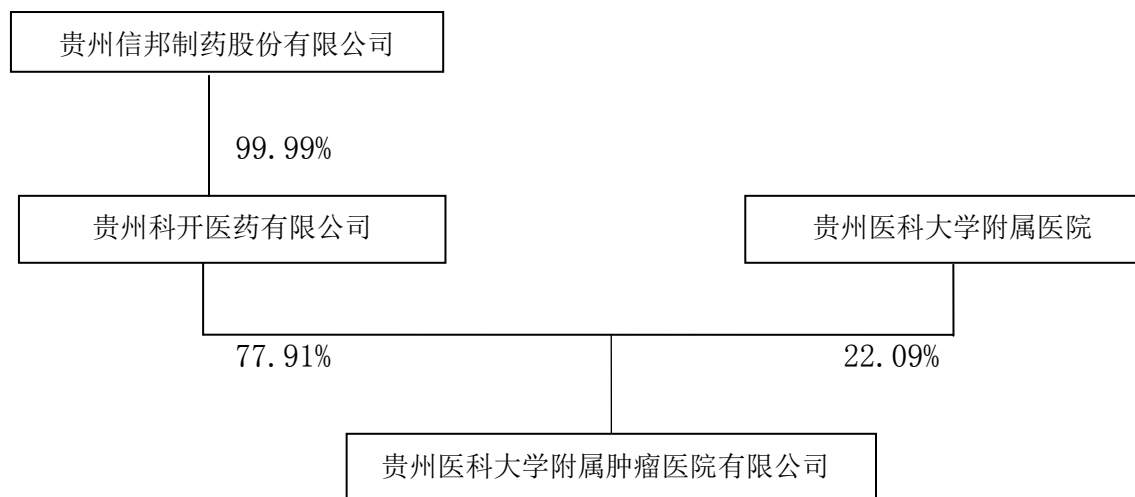 贵州信邦制药股份有限公司
99.99%
贵州科开医药有限公司
贵州医科大学附属医院
77.91%
22.09%
贵州医科大学附属肿瘤医院有限公司